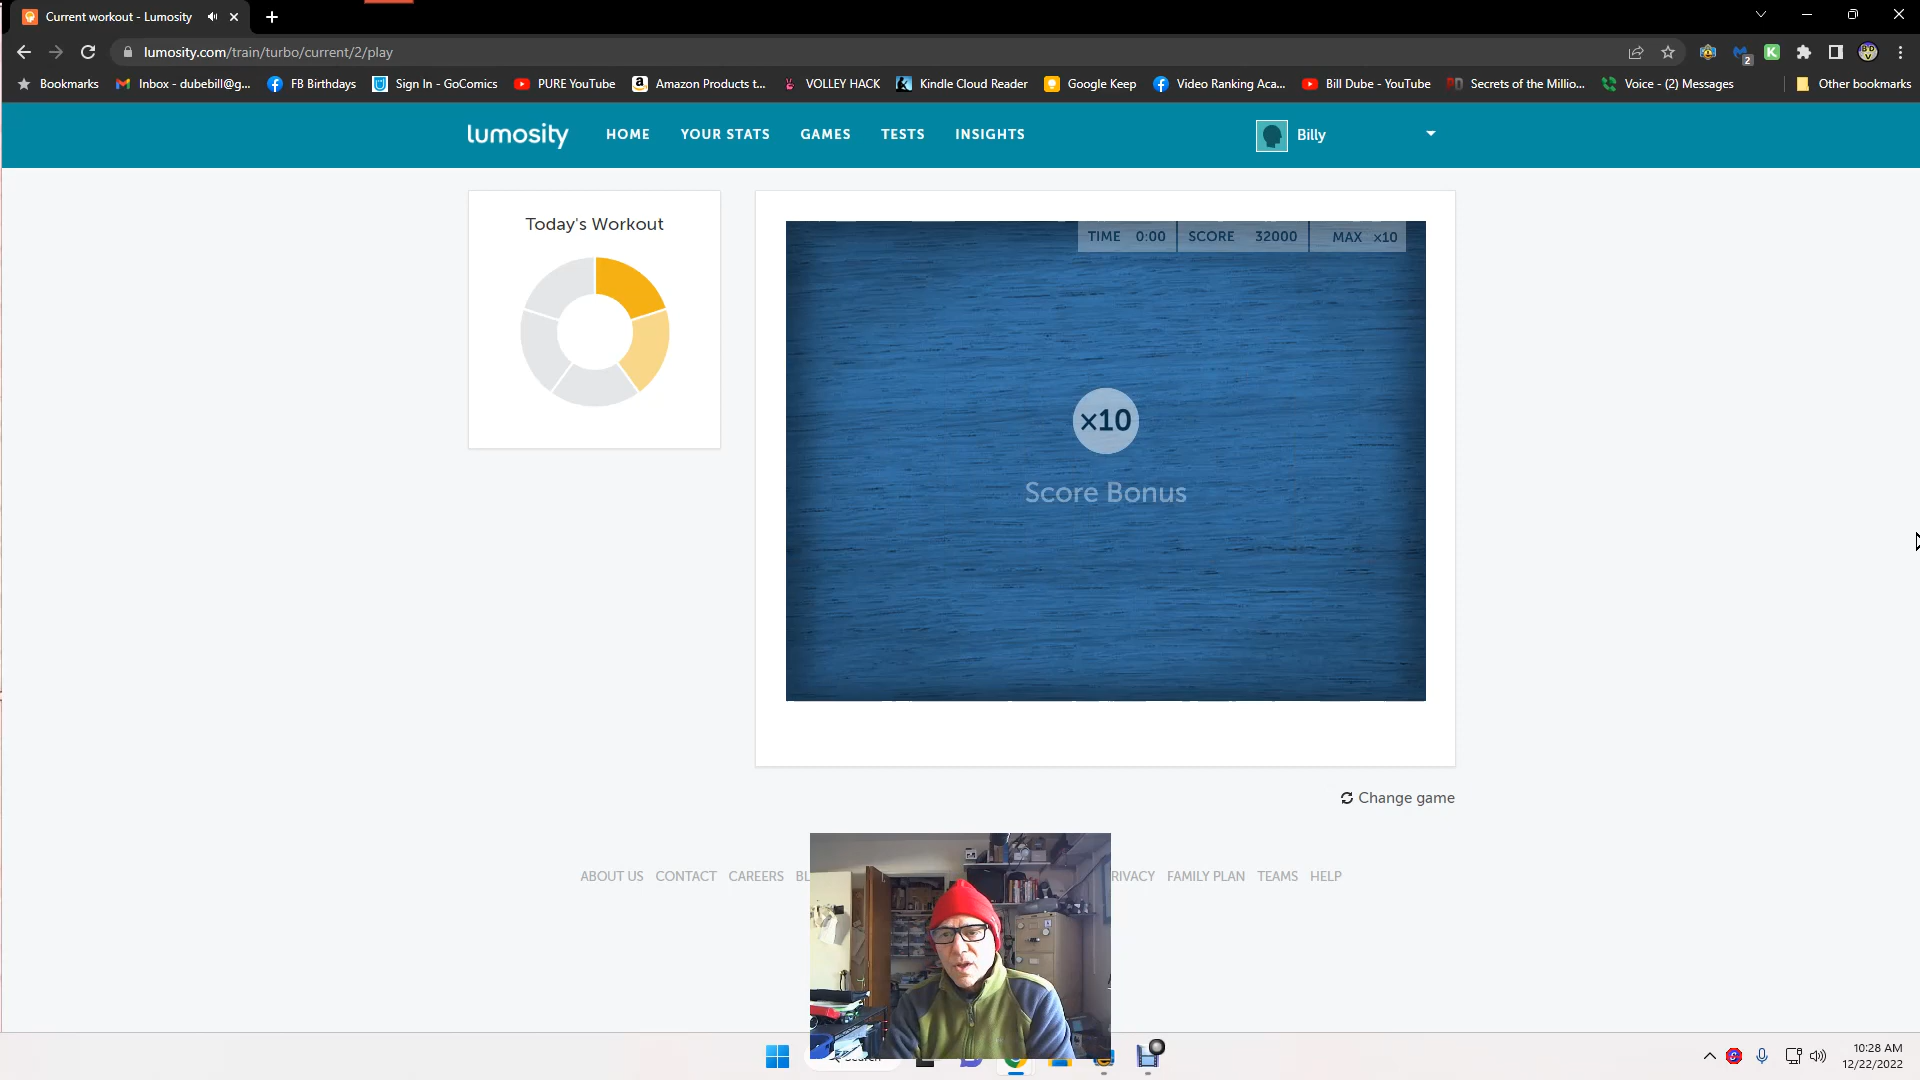 Current workout - Lumosity
lumosity.com/train/turbo/current/2/play
Bookmarks Inbox - dubebill@g... FB Birthdays Sign In - GoComics PURE YouTube Amazon Products t... VOLLEY HACK Kindle Cloud Reader Google Keep Video Ranking Aca... Bill Dube - YouTube Secrets of the Millio... Voice - (2) Messages Other bookmarks
lumosity HOME YOUR STATS GAMES TESTS INSIGHTS Billy
Today's Workout
TIME 0:00 SCORE 32000 MAX x10
x10
Score Bonus
Change game
ABOUT US CONTACT CAREERS BL RIVACY FAMILY PLAN TEAMS HELP
10:28 AM
12/22/2022